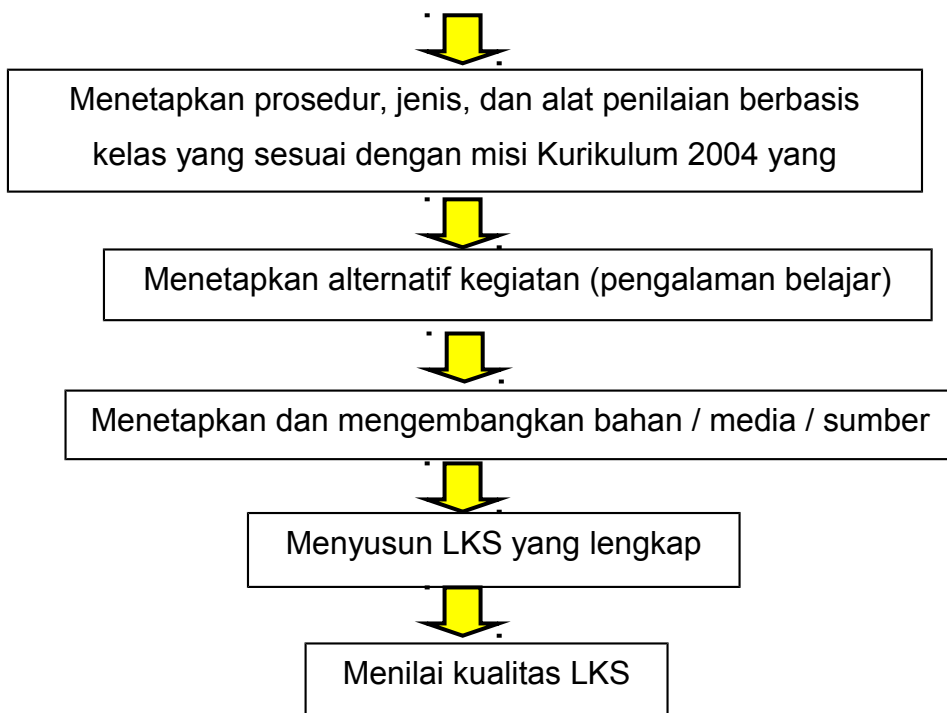 Menetapkan prosedur, jenis, dan alat penilaian berbasis
kelas yang sesuai dengan misi Kurikulum 2004 yang
Menetapkan alternatif kegiatan (pengalaman belajar)
Menetapkan dan mengembangkan bahan / media / sumber
Menyusun LKS yang lengkap
Menilai kualitas LKS